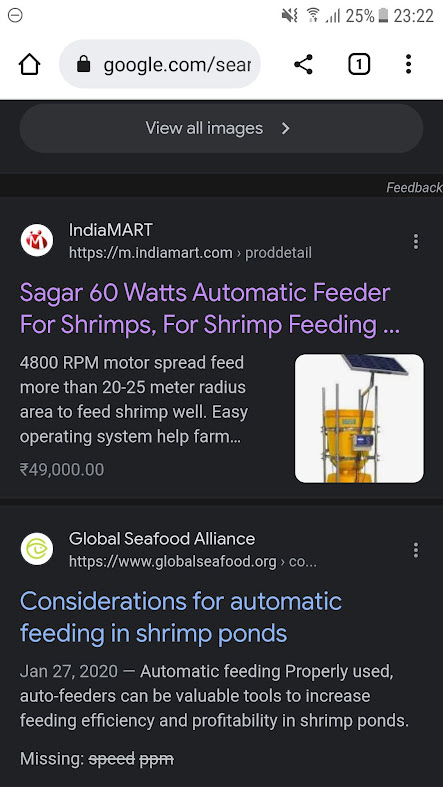 25% 23:22
google.com/sear
1
View all images
Feedback
IndiaMART
https://m.indiamart.com › proddetail
Sagar 60 Watts Automatic Feeder
For Shrimps, For Shrimp Feeding ...
4800 RPM motor spread feed
more than 20-25 meter radius
area to feed shrimp well. Easy
operating system help farm...
₹49,000.00
Global Seafood Alliance
https://www.globalseafood.org › co...
Considerations for automatic
feeding in shrimp ponds
Jan 27, 2020 — Automatic feeding Properly used,
auto-feeders can be valuable tools to increase
feeding efficiency and profitability in shrimp ponds.
Missing: speed ppm